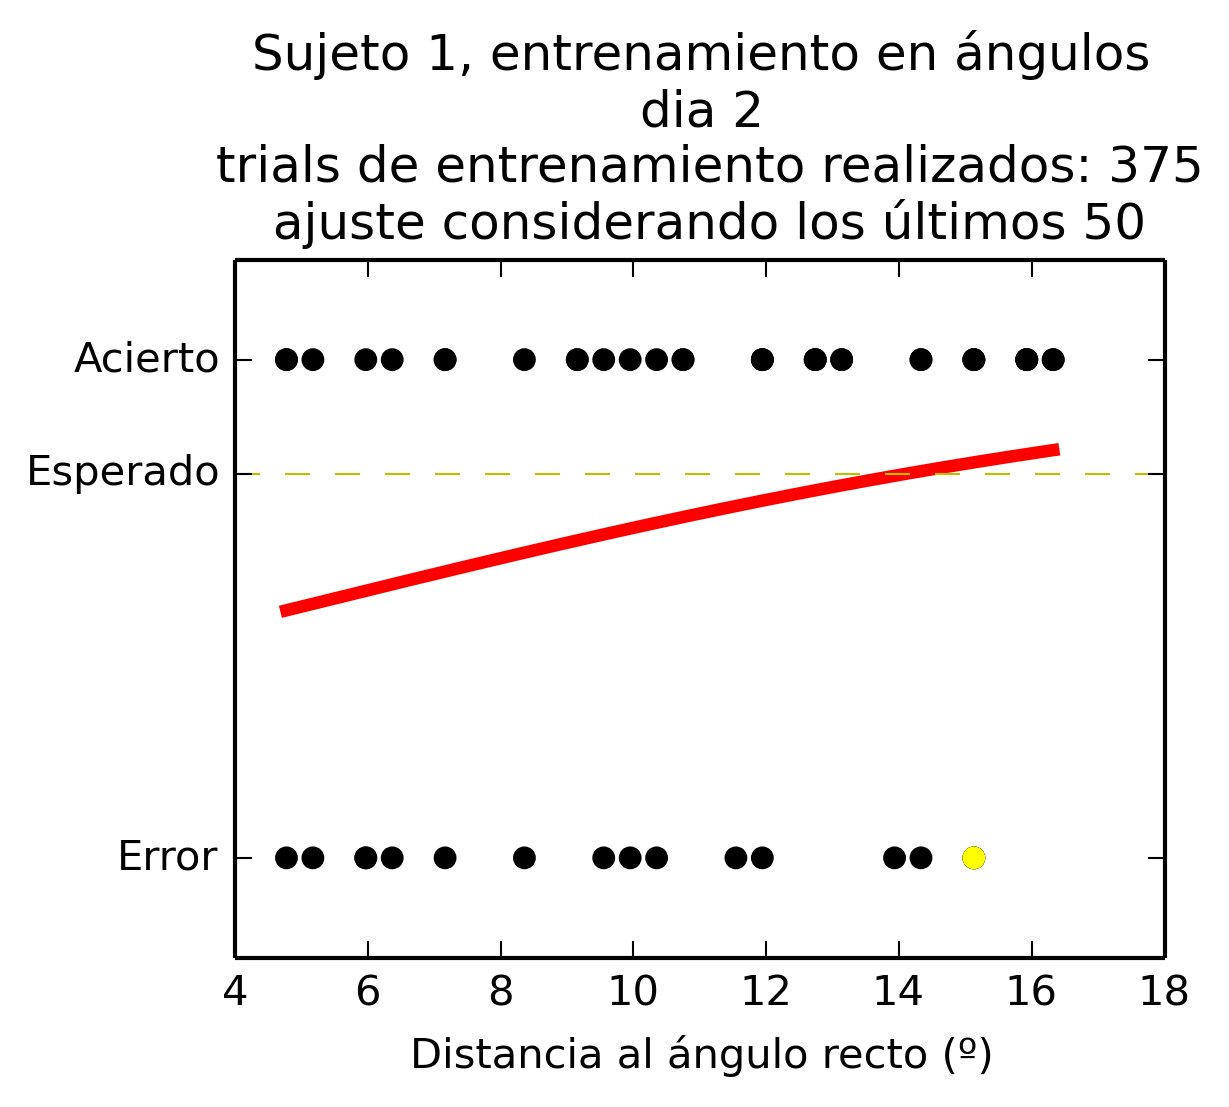 Sujeto 1, entrenamiento en ángulos
dia 2
trials de entrenamiento realizados: 375
ajuste considerando los últimos 50
Acierto
Esperado
Error
4 6 8 10 12 14 16 18
Distancia al ángulo recto (º)